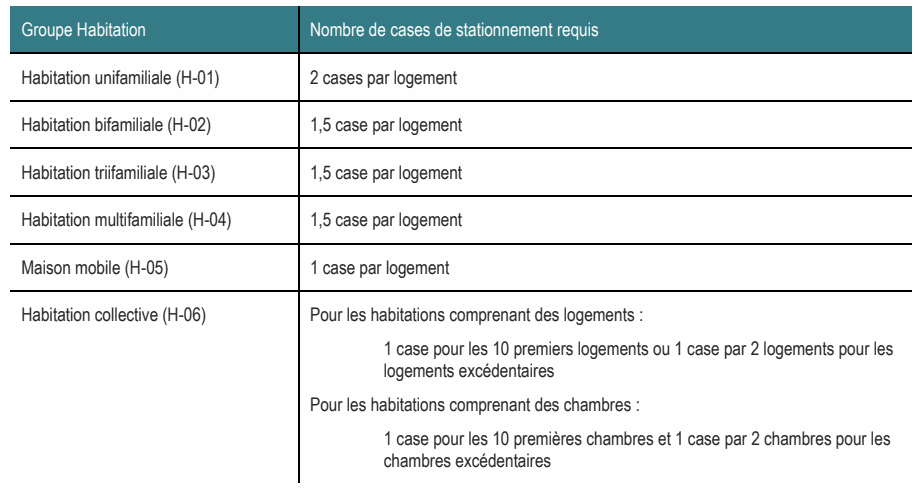 Groupe Habitation
Nombre de cases de stationnement requis
Habitation unifamiliale (H-01)
2 cases par logement
Habitation bifamiliale (H-02)
1,5 case par logement
Habitation triifamiliale (H-03)
1,5 case par logement
Habitation multifamiliale (H-04)
1,5 case par logement
Maison mobile (H-05)
1 case par logement
Habitation collective (H-06)
Pour les habitations comprenant des logements :
1 case pour les 10 premiers logements ou 1 case par 2 logements pour les
logements excédentaires
Pour les habitations comprenant des chambres :
1 case pour les 10 premières chambres et 1 case par 2 chambres pour les
chambres excédentaires